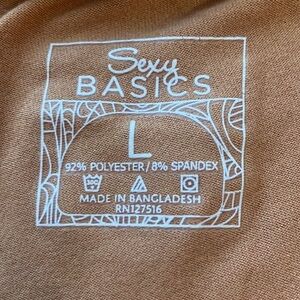 Sexy
BASICS
L
92% POLYESTER/8% SPANDEX
MADE IN BANGLADESH
RN127516